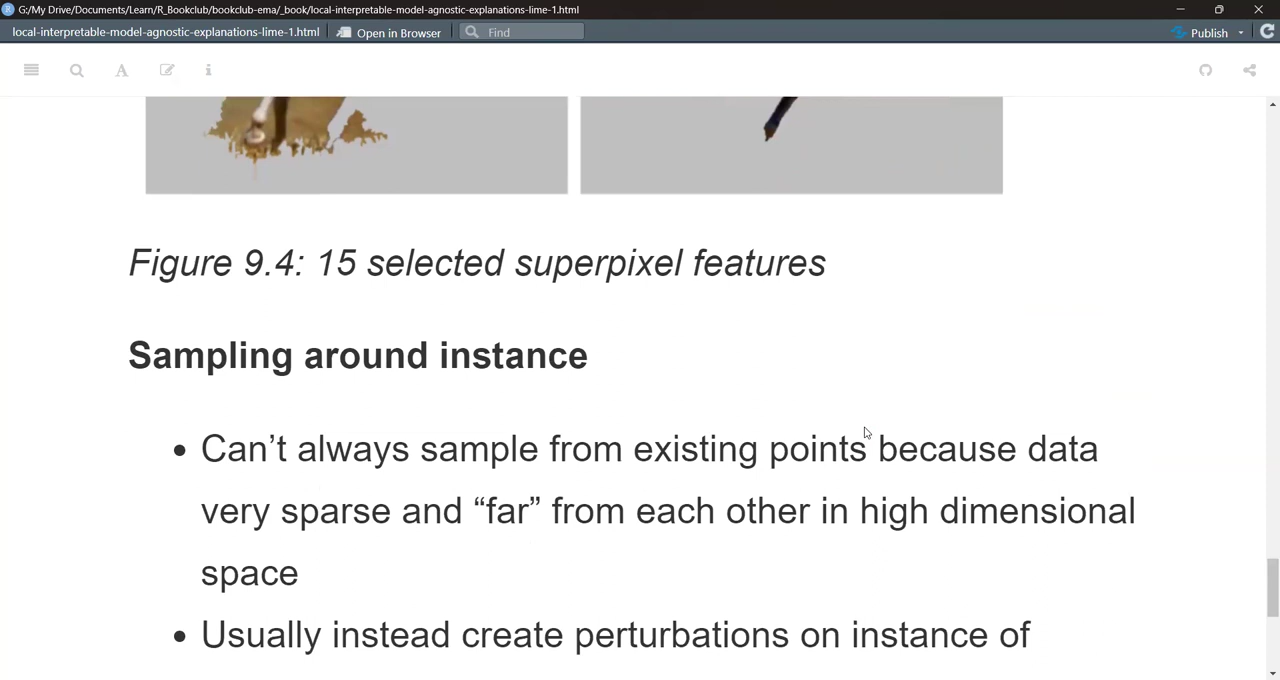 G:/My Drive/Documents/Learn/R_Bookclub/bookclub-ema/_book/local-interpretable-model-agnostic-explanations-lime-1.html
local-interpretable-model-agnostic-explanations-lime-1.html Open in Browser Find Publish
Figure 9.4: 15 selected superpixel features
Sampling around instance
• Can’t always sample from existing points because data
very sparse and “far” from each other in high dimensional
space
• Usually instead create perturbations on instance of